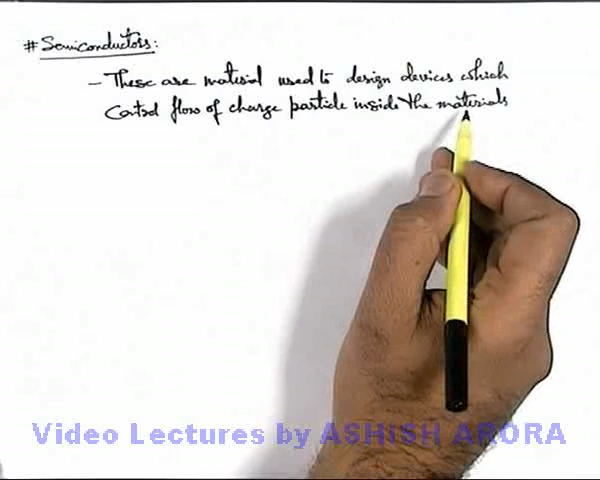 # Semiconductors:
- These are material used to design devices which
Control flow of charge particle inside the materials
Video Lectures by ASHISH ARORA